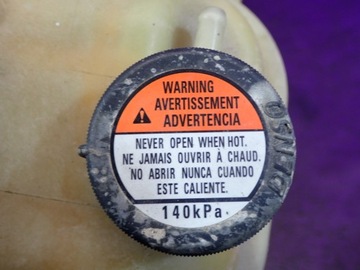 WARNING
AVERTISSEMENT
ADVERTENCIA
NEVER OPEN WHEN HOT.
NE JAMAIS OUVRIR À CHAUD.
NO ABRIR NUNCA CUANDO
ESTE CALIENTE.
140kPa